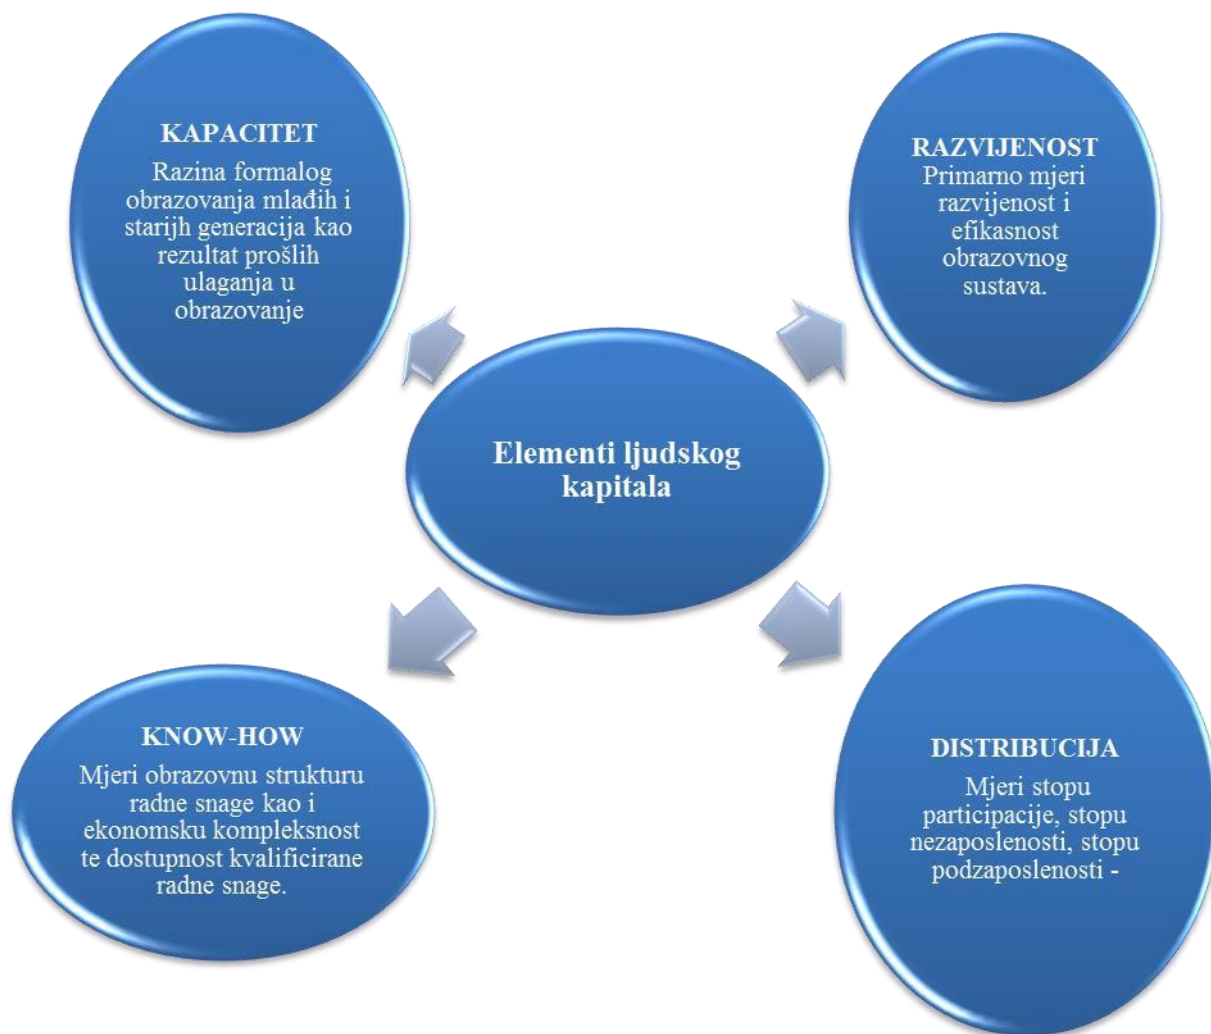 KAPACITET
Razina formalog
obrazovanja mlađih i
starijh generacija kao
rezultat prošlih
ulaganja u
obrazovanje
RAZVIJENOST
Primarno mjeri
razvijenost i
efikasnost
obrazovnog
sustava.
Elementi ljudskog
kapitala
KNOW-HOW
Mjeri obrazovnu strukturu
radne snage kao i
ekonomsku kompleksnost
te dostupnost kvalificirane
radne snage.
DISTRIBUCIJA
Mjeri stopu
participacije, stopu
nezaposlenosti, stopu
podzaposlenosti -